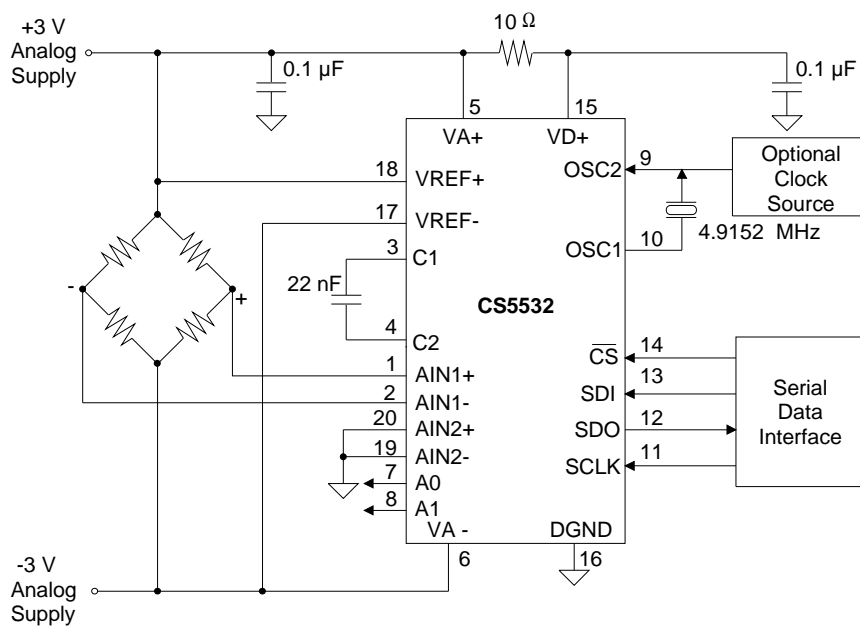 +3 V
Analog
Supply
10 Ω
0.1 µF
0.1 µF
5
15
VA+
VD+
18
VREF+
17
VREF-
3
C1
22 nF
4
C2
1
AIN1+
2
AIN1-
20
AIN2+
19
AIN2-
7
A0
8
A1
VA -
6
DGND
16
CS5532
OSC2
9
Optional
Clock
Source
OSC1
10
4.9152 MHz
CS
14
SDI
13
SDO
12
SCLK
11
Serial
Data
Interface
-
+
-3 V
Analog
Supply